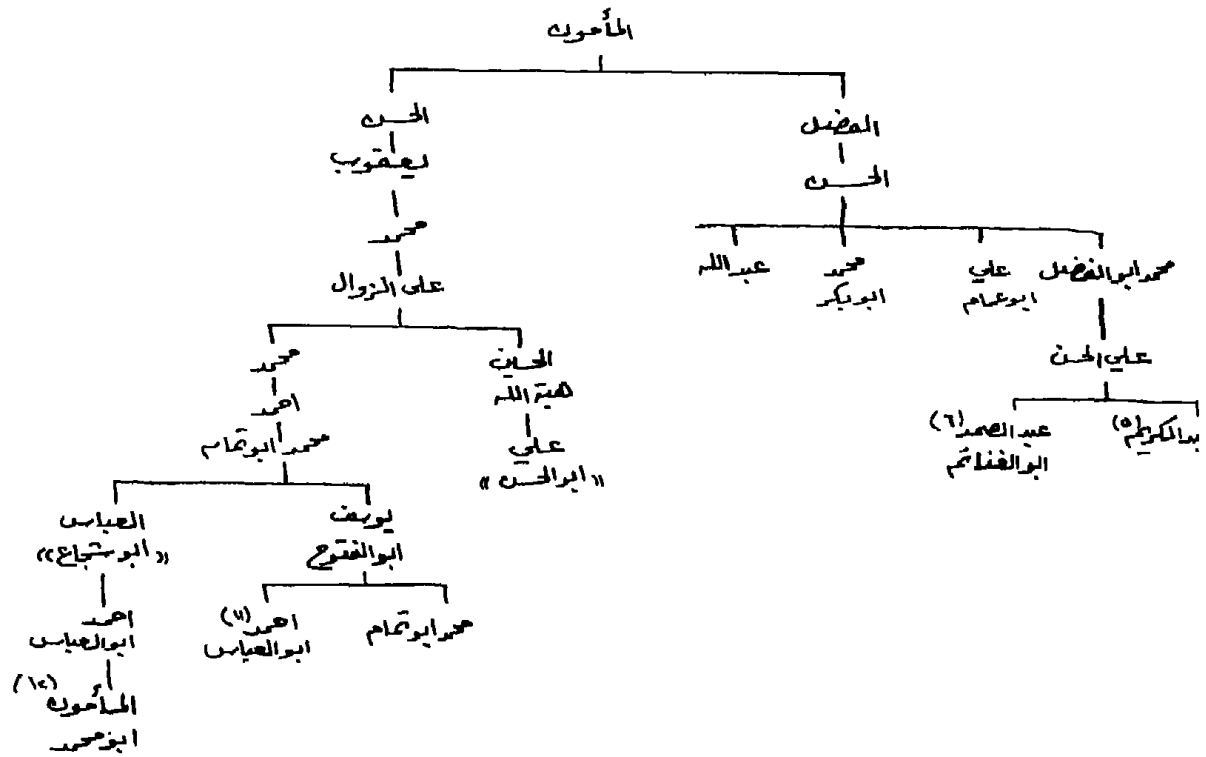 المأمون
الفضل
الحسن
الحسن
يعقوب
محمد
علي الزوال
محمد ابو الفضل
علي
ابو تمام
محمد
ابو بكر
عبد الله
علي الحسن
بد الكريم (٥)
عبد الصمد (٦)
ابو الغنائم
الحسين
هبة الله
علي
«ابو الحسن»
محمد
احمد
محمد ابو تمام
يوسف
ابو الفتوح
العباس
«ابو شجاع»
محمد ابو تمام
احمد (١١)
ابو العباس
احمد
ابو العباس
المأمون (١٢)
ابو محمد